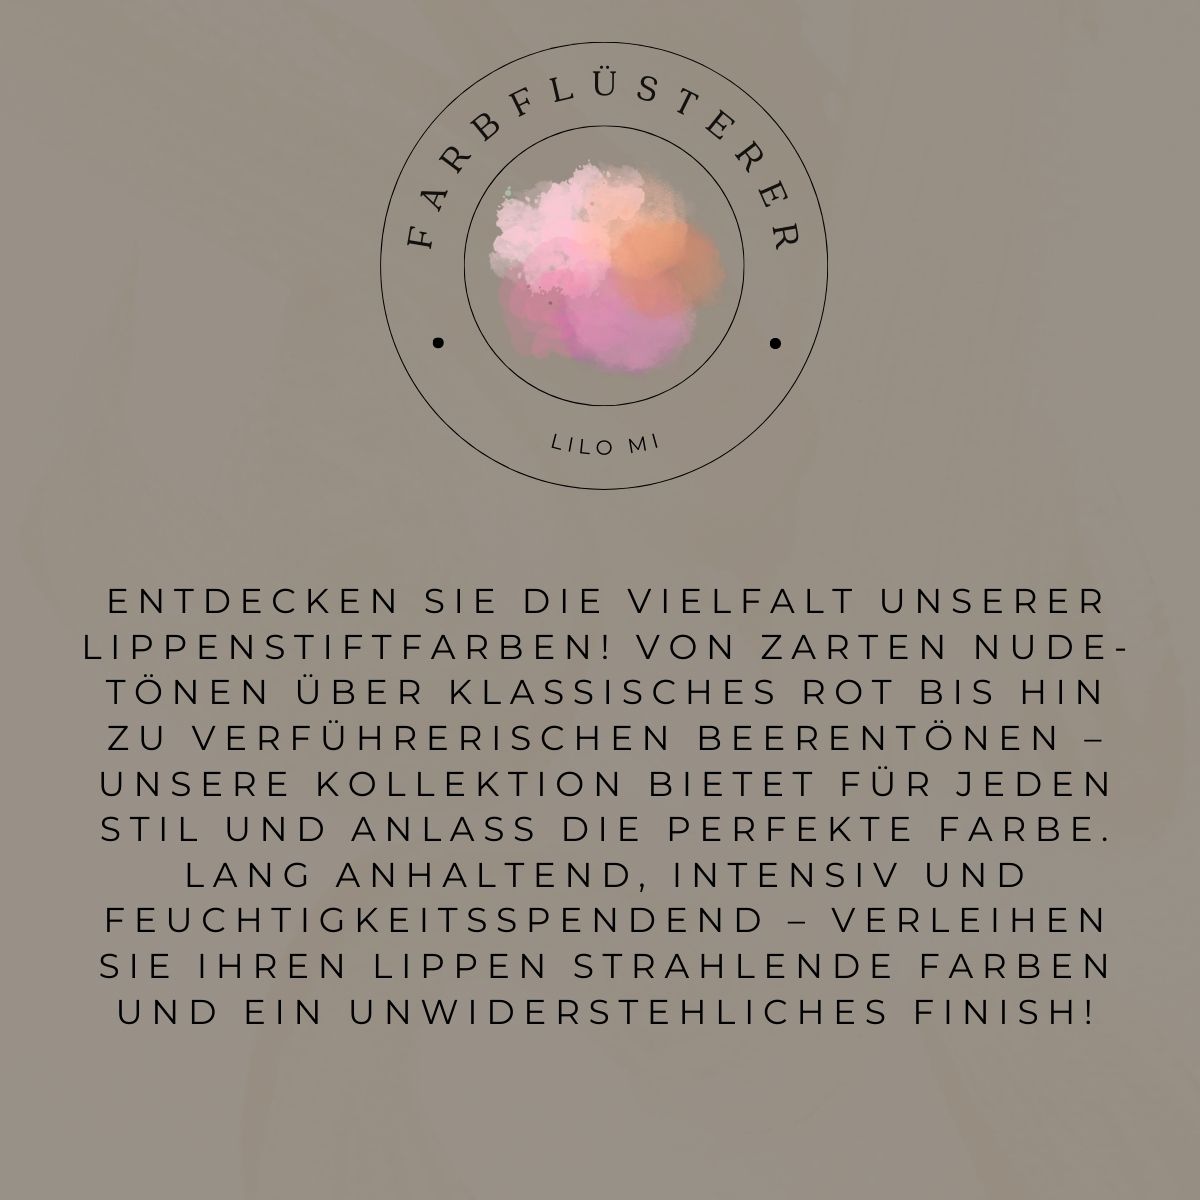 FARBFLÜSTERER
LILO MI
ENTDECKEN SIE DIE VIELFALT UNSERER
LIPPENSTIFTFARBEN! VON ZARTEN NUDE-
TÖNEN ÜBER KLASSISCHES ROT BIS HIN
ZU VERFÜHRERISCHEN BEERENTÖNEN –
UNSERE KOLLEKTION BIETET FÜR JEDEN
STIL UND ANLASS DIE PERFEKTE FARBE.
LANG ANHALTEND, INTENSIV UND
FEUCHTIGKEITSSPENDEND – VERLEIHEN
SIE IHREN LIPPEN STRAHLENDE FARBEN
UND EIN UNWIDERSTEHLICHES FINISH!